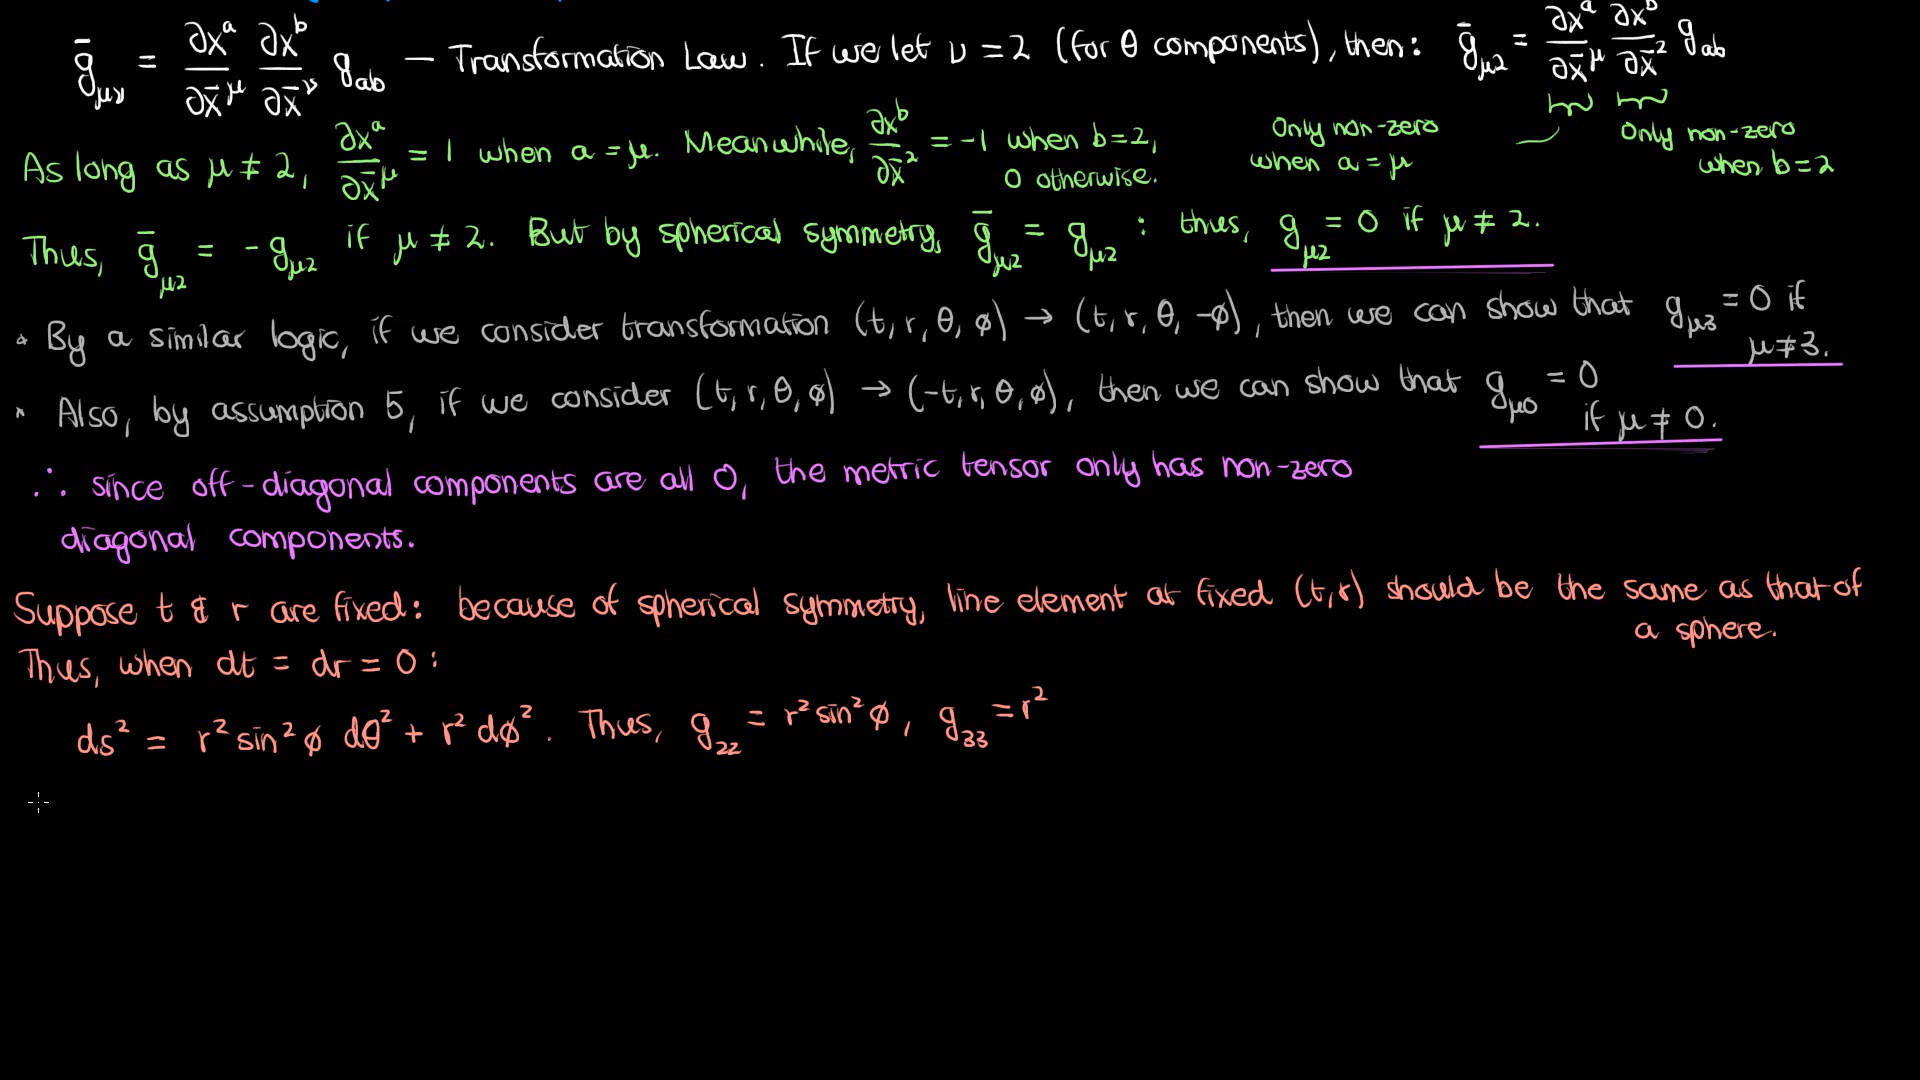 ḡ_μν = ∂x^a/∂x̄^μ ∂x^b/∂x̄^ν g_ab — Transformation Law. If we let ν = 2 (for θ components), then: ḡ_μ2 = ∂x^a/∂x̄^μ ∂x^b/∂x̄^2 g_ab
As long as μ ≠ 2, ∂x^a/∂x̄^μ = 1 when a = μ. Meanwhile, ∂x^b/∂x̄^2 = -1 when b = 2,
0 otherwise.
Only non-zero
when a = μ
Only non-zero
when b = 2
Thus, ḡ_μ2 = -g_μ2 if μ ≠ 2. But by spherical symmetry, ḡ_μ2 = g_μ2 : thus, g_μ2 = 0 if μ ≠ 2.
* By a similar logic, if we consider transformation (t, r, θ, φ) → (t, r, θ, -φ), then we can show that g_μ3 = 0 if
μ ≠ 3.
* Also, by assumption 5, if we consider (t, r, θ, φ) → (-t, r, θ, φ), then we can show that g_μ0 = 0
if μ ≠ 0.
∴ since off-diagonal components are all 0, the metric tensor only has non-zero
diagonal components.
Suppose t & r are fixed: because of spherical symmetry, line element at fixed (t, r) should be the same as that of
a sphere.
Thus, when dt = dr = 0 :
ds² = r² sin² φ dθ² + r² dφ². Thus, g_22 = r² sin² φ, g_33 = r²